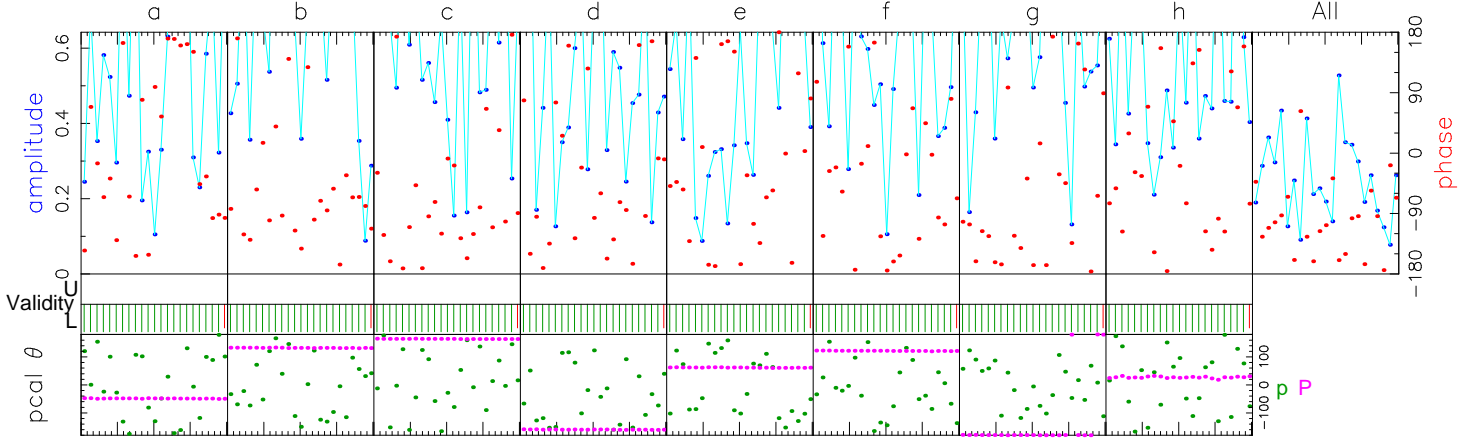 a b c d e f g h All
amplitude
0 0.2 0.4 0.6
180 90 0 −90 −180
phase
Validity
U
L
pcal θ
100 0 −100
p P